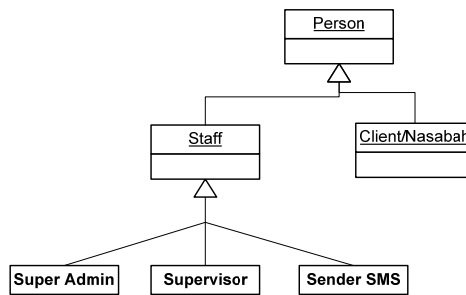 Person
Staff
Client/Nasabah
Super Admin
Supervisor
Sender SMS